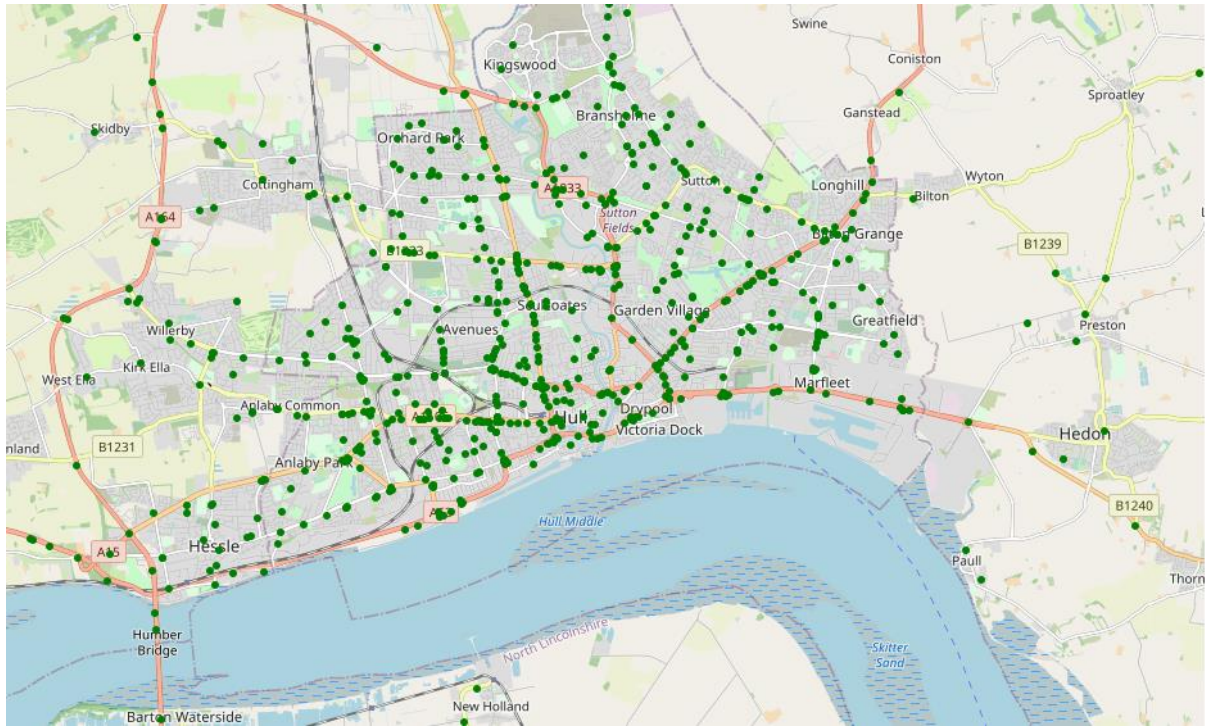 Swine
Coniston
Kingswood
Sproatley
Ganstead
Bransholme
Skidby
Orchard Park
Wyton
Cottingham
Sutton
Longhill
Bilton
A1033
A164
Sutton
Fields
Bilton Grange
B1239
B1233
Sculcoates
Garden Village
Greatfield
Willerby
Avenues
Preston
Kirk Ella
West Ella
Marfleet
Anlaby Common
Drypool
Hull
Victoria Dock
Hedon
B1231
nland
Anlaby Park
B1240
Hull Middle
A63
Hessle
A15
Paull
Thorn
Humber
Bridge
North Lincolnshire
Skitter
Sand
New Holland
Barton Waterside